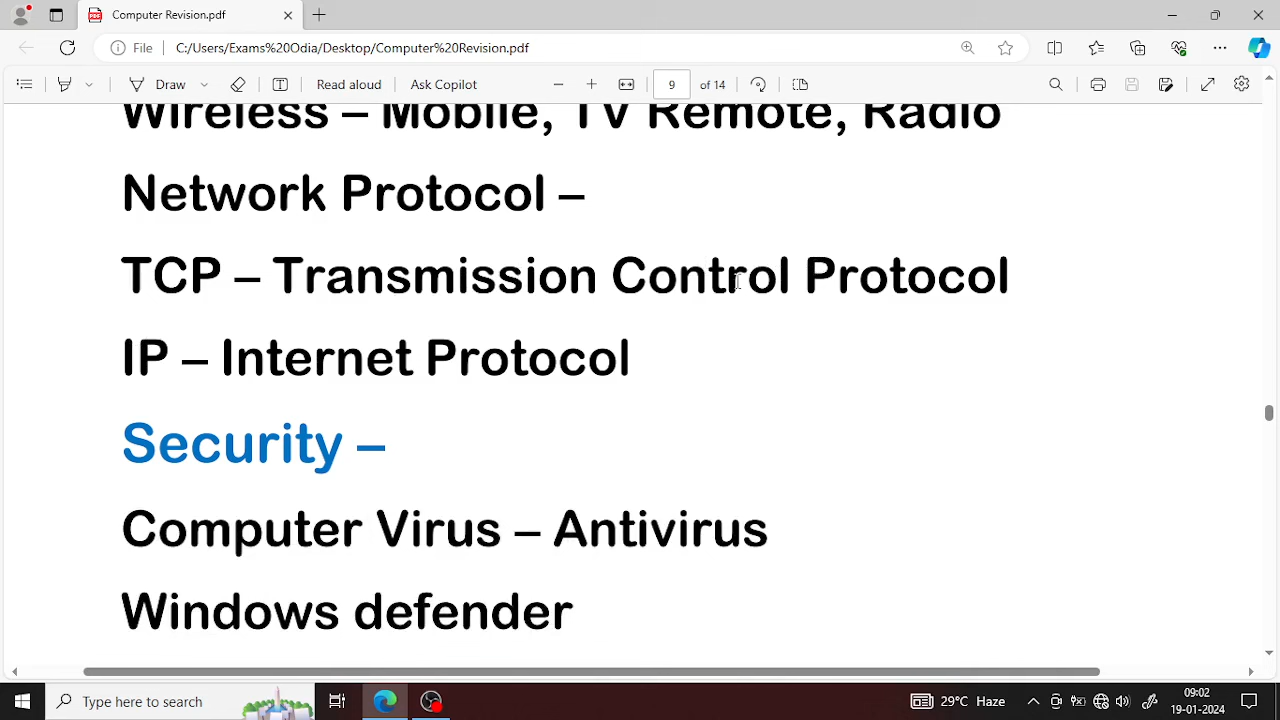 Computer Revision.pdf
File
C:/Users/Exams%20Odia/Desktop/Computer%20Revision.pdf
Draw
Read aloud
Ask Copilot
9
of 14
Wireless – Mobile, TV Remote, Radio
Network Protocol –
TCP – Transmission Control Protocol
IP – Internet Protocol
Security –
Computer Virus – Antivirus
Windows defender
Type here to search
29°C Haze
09:02
19-01-2024